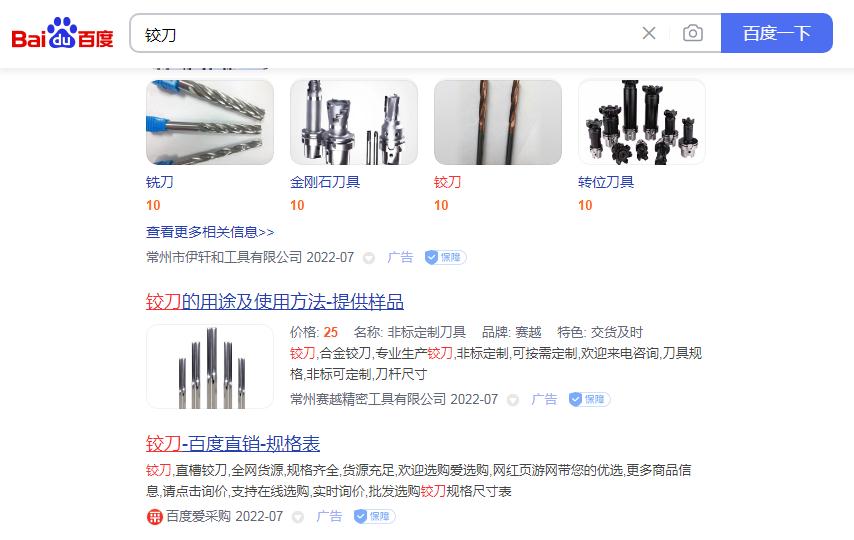 Bai du 百度
铰刀
百度一下
铣刀
金刚石刀具
铰刀
转位刀具
10
10
10
10
查看更多相关信息>>
常州市伊轩和工具有限公司 2022-07 广告 保障
铰刀的用途及使用方法-提供样品
价格: 25 名称: 非标定制刀具 品牌: 赛越 特色: 交货及时
铰刀,合金铰刀,专业生产铰刀,非标定制,可按需定制,欢迎来电咨询,刀具规
格,非标可定制,刀杆尺寸
常州赛越精密工具有限公司 2022-07 广告 保障
铰刀-百度直销-规格表
铰刀,直槽铰刀,全网货源,规格齐全,货源充足,欢迎选购爱选购,网红页游网带您的优选,更多商品信
息,请点击询价,支持在线选购,实时询价,批发选购铰刀规格尺寸表
百度爱采购 2022-07 广告 保障